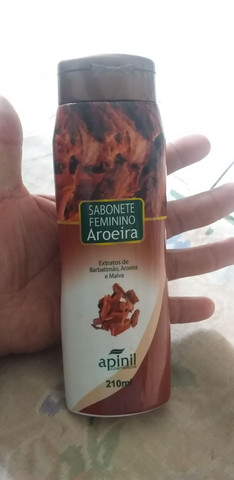 SABONETE
FEMININO
Aroeira
Extratos de
Barbatimão, Aroeira
e Malva
apinil
210ml